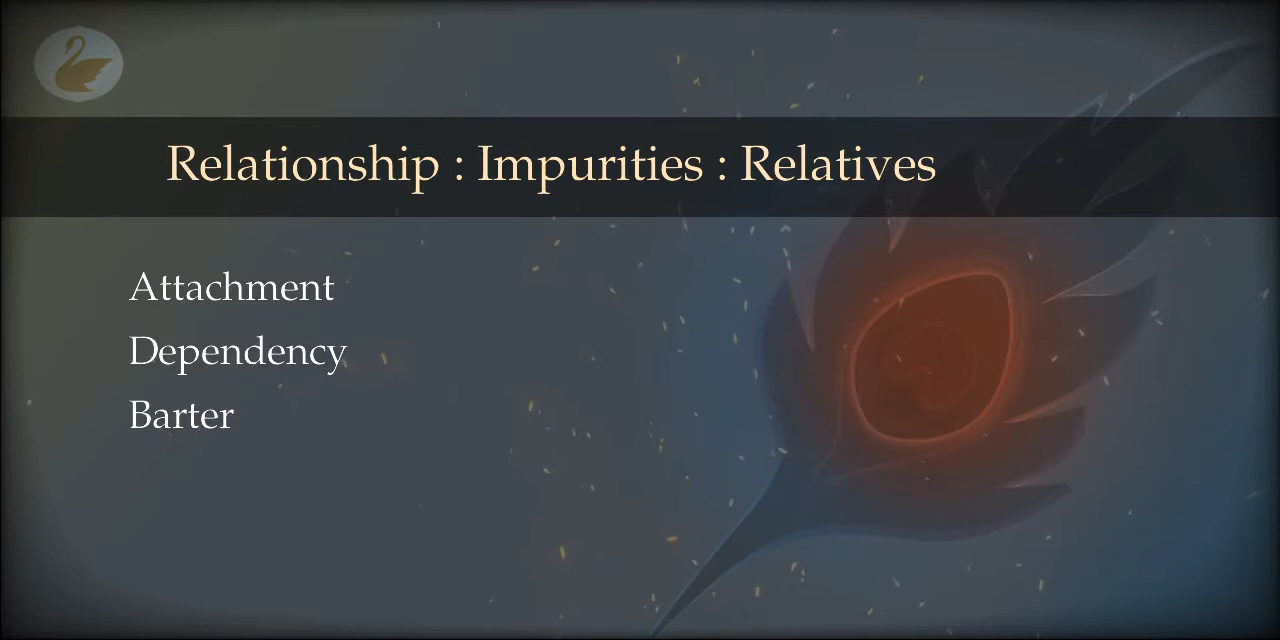 Relationship : Impurities : Relatives
Attachment
Dependency
Barter